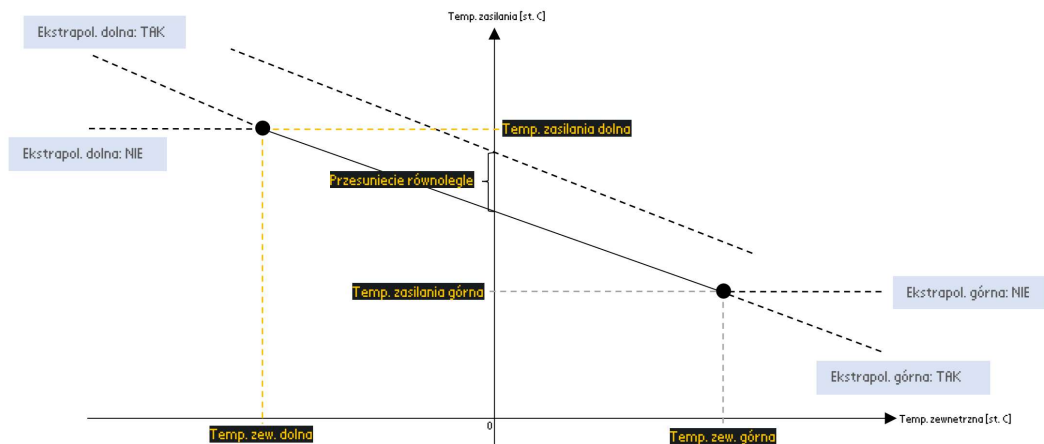 Temp. zasilania [st. C]
Ekstrapol. dolna: TAK
Temp. zasilania dolna
Ekstrapol. dolna: NIE
Przesuniecie równolegle
Temp. zasilania górna
Ekstrapol. górna: NIE
Ekstrapol. górna: TAK
Temp. zewnetrzna [st. C]
0
Temp. zew. dolna
Temp. zew. górna